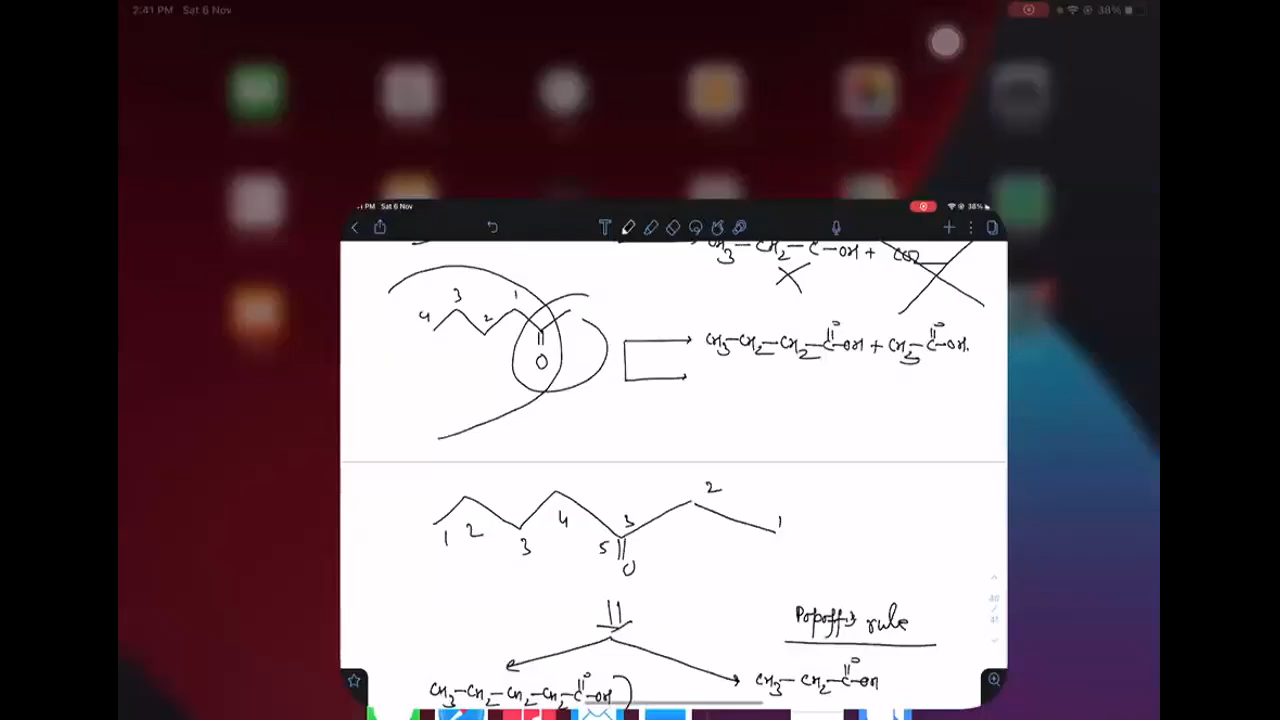 2:41 PM Sat 6 Nov
38%
PM Sat 6 Nov
38%
CH3-CH2-C-OH + CO2
4 3 2 1
O
CH3-CH2-CH2-C-OH + CH3-C-OH
O O
1 2 3 4 5 3 2 1
O
Popoff's rule
CH3-CH2-CH2-CH2-C-OH
O
CH3-CH2-C-OH
O